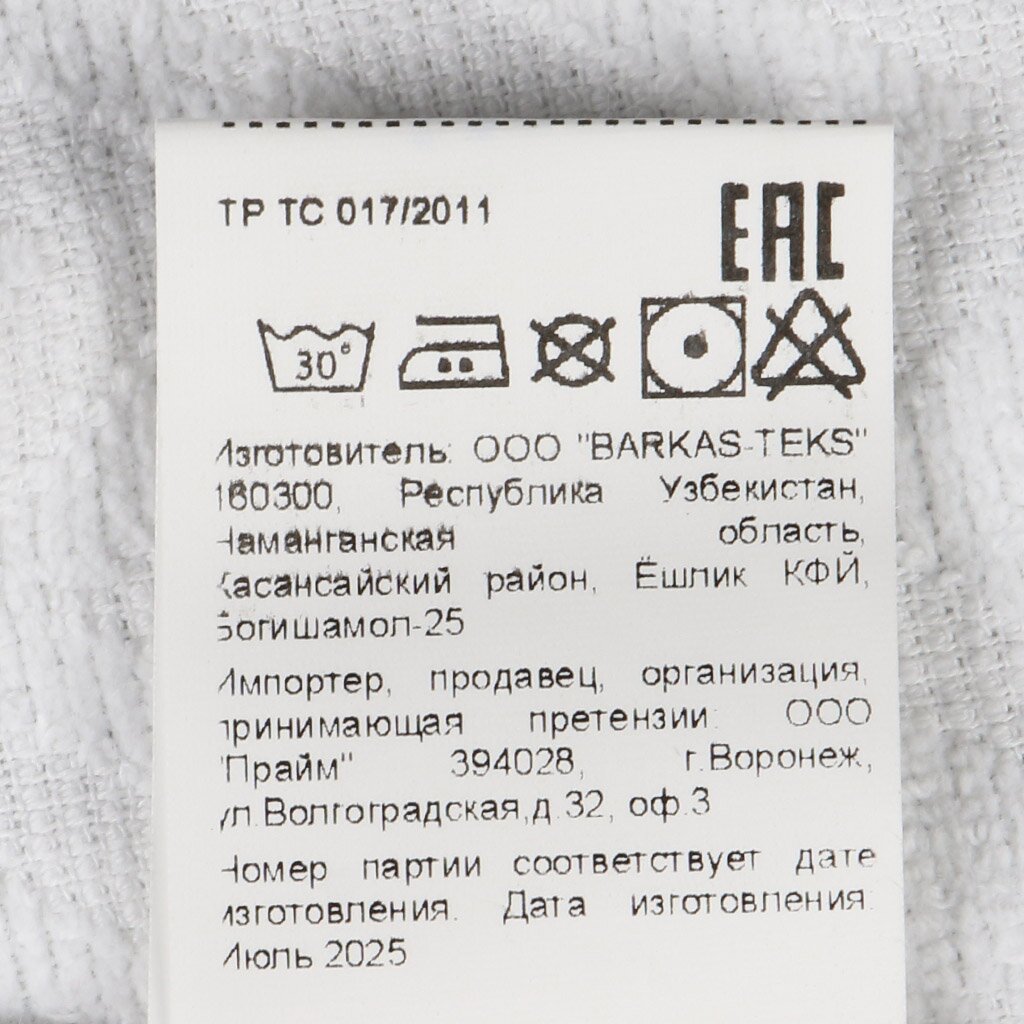 ТР ТС 017/2011
EAC
30°
Изготовитель: ООО "BARKAS-TEKS"
160300, Республика Узбекистан,
Наманганская область,
Касансайский район, Ёшлик КФЙ,
Богишамол-25
Импортер, продавец, организация,
принимающая претензии: ООО
"Прайм" 394028, г.Воронеж,
ул.Волгоградская,д.32, оф.3
Номер партии соответствует дате
изготовления. Дата изготовления:
Июль 2025